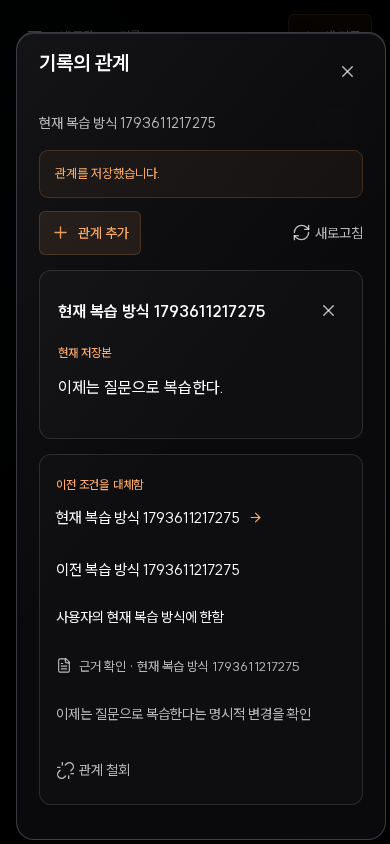 기록의 관계
현재 복습 방식 1793611217275
관계를 저장했습니다.
관계 추가
새로고침
현재 복습 방식 1793611217275
현재 저장본
이제는 질문으로 복습한다.
이전 조건을 대체함
현재 복습 방식 1793611217275
이전 복습 방식 1793611217275
사용자의 현재 복습 방식에 한함
근거 확인 · 현재 복습 방식 1793611217275
이제는 질문으로 복습한다는 명시적 변경을 확인
관계 철회